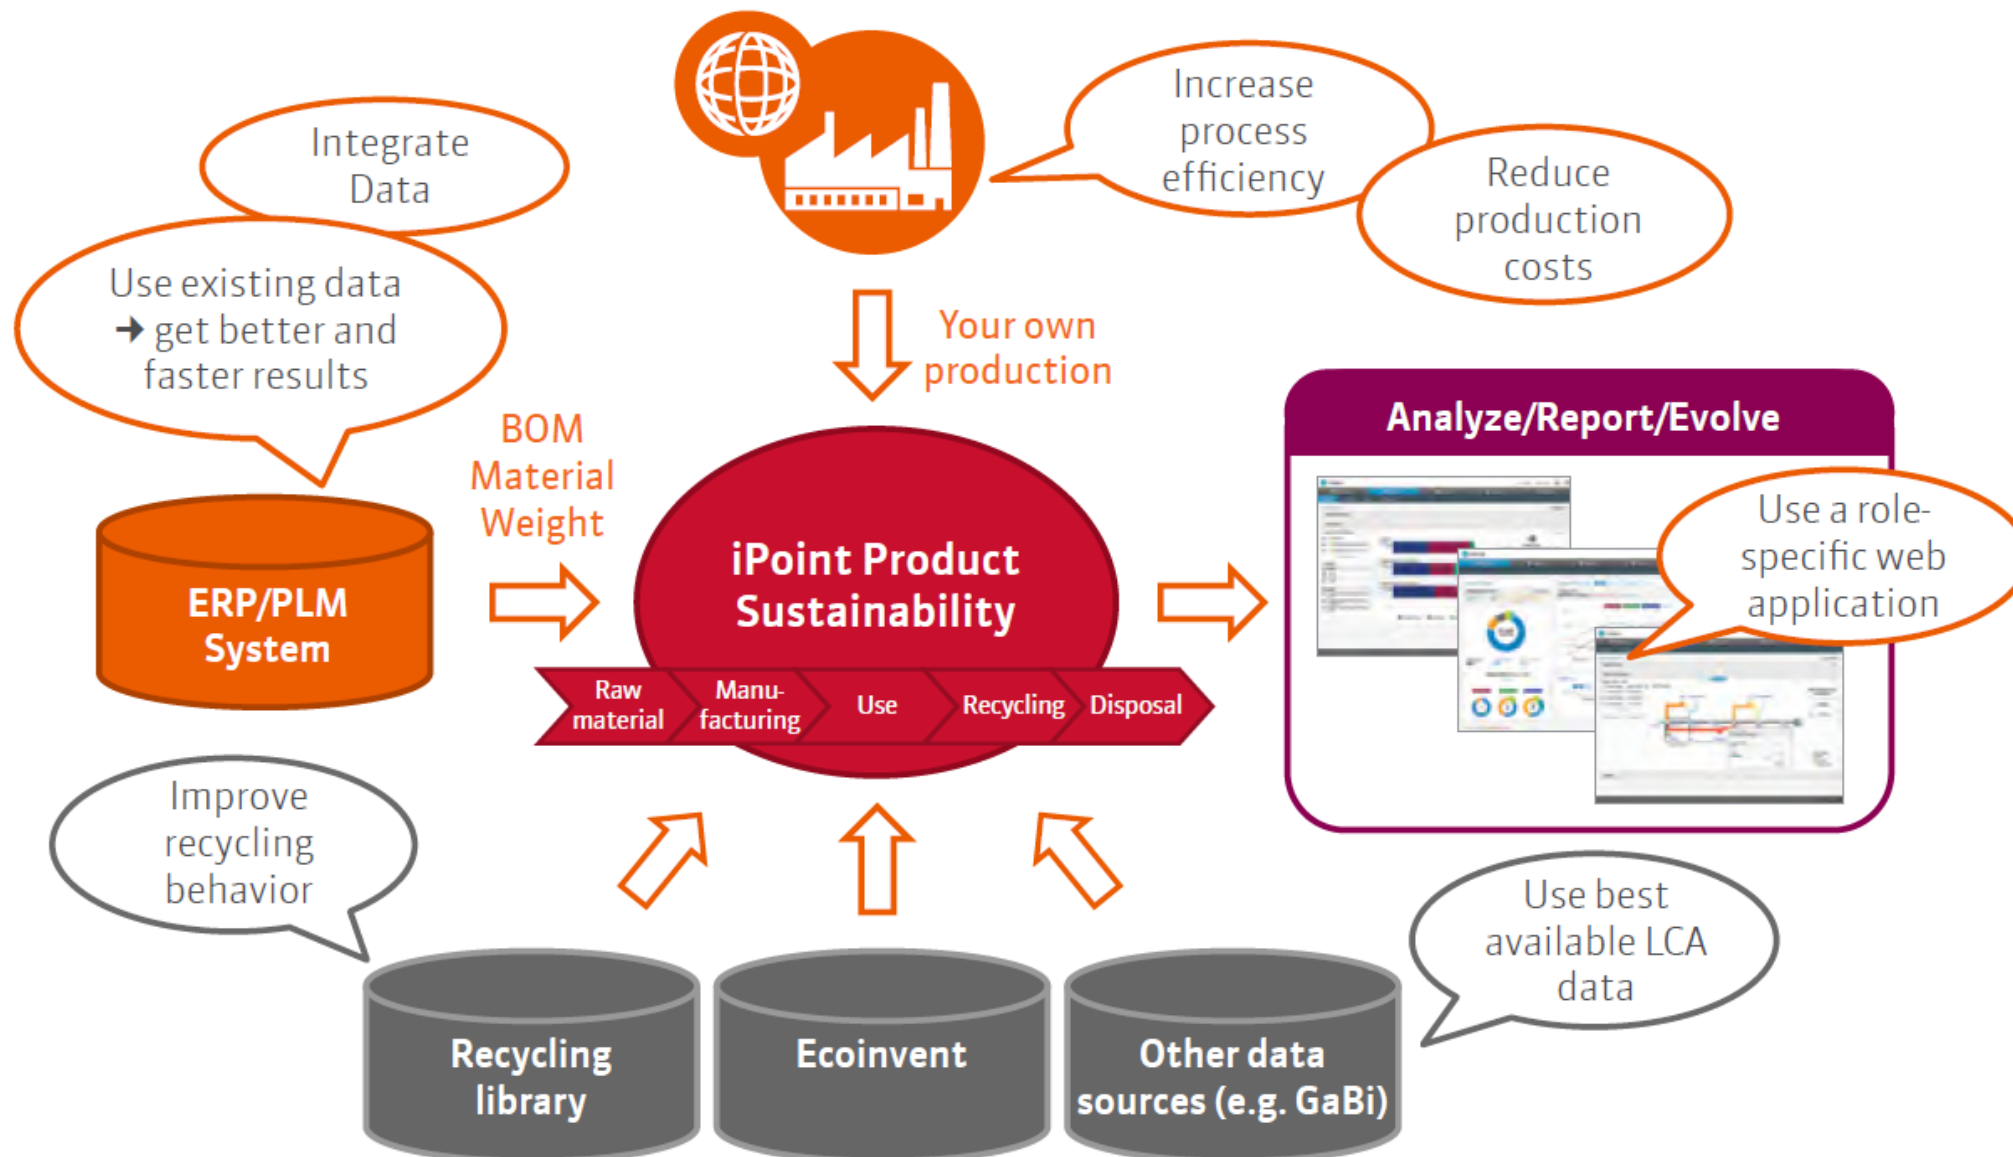 Integrate
Data
Use existing data
➔ get better and
faster results
Increase
process
efficiency
Reduce
production
costs
Your own
production
BOM
Material
Weight
ERP/PLM
System
iPoint Product
Sustainability
Raw
material
Manu-
facturing
Use
Recycling
Disposal
Analyze/Report/Evolve
Use a role-
specific web
application
Improve
recycling
behavior
Use best
available LCA
data
Recycling
library
Ecoinvent
Other data
sources (e.g. GaBi)